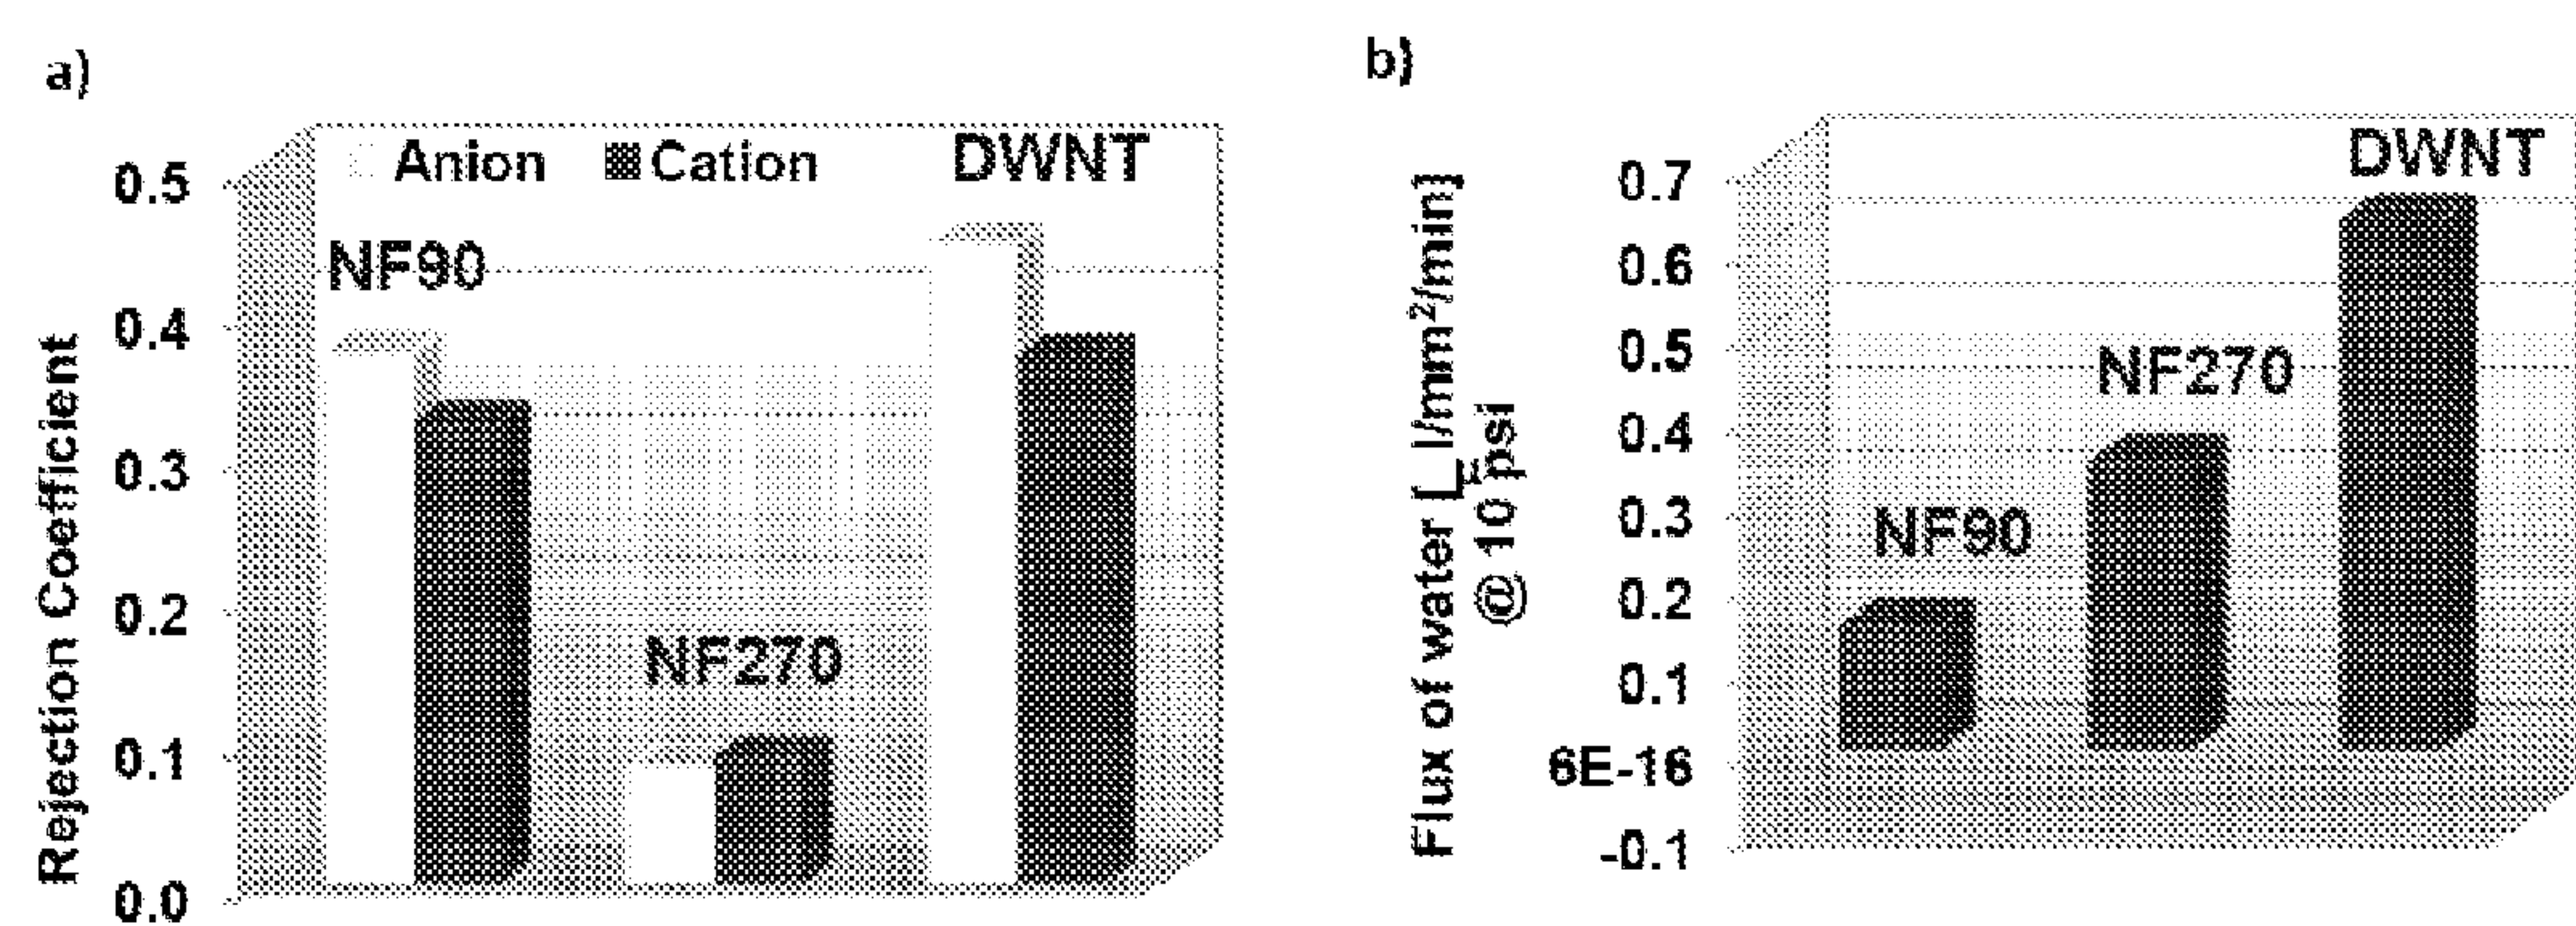 a)
Anion Cation
DWNT
NF90
NF270
0.5
0.4
0.3
0.2
0.1
0.0
Rejection Coefficient
b)
DWNT
NF270
NF90
0.7
0.6
0.5
0.4
0.3
0.2
0.1
6E-16
-0.1
Flux of water [µl/mm²/min]
@ 10 psi